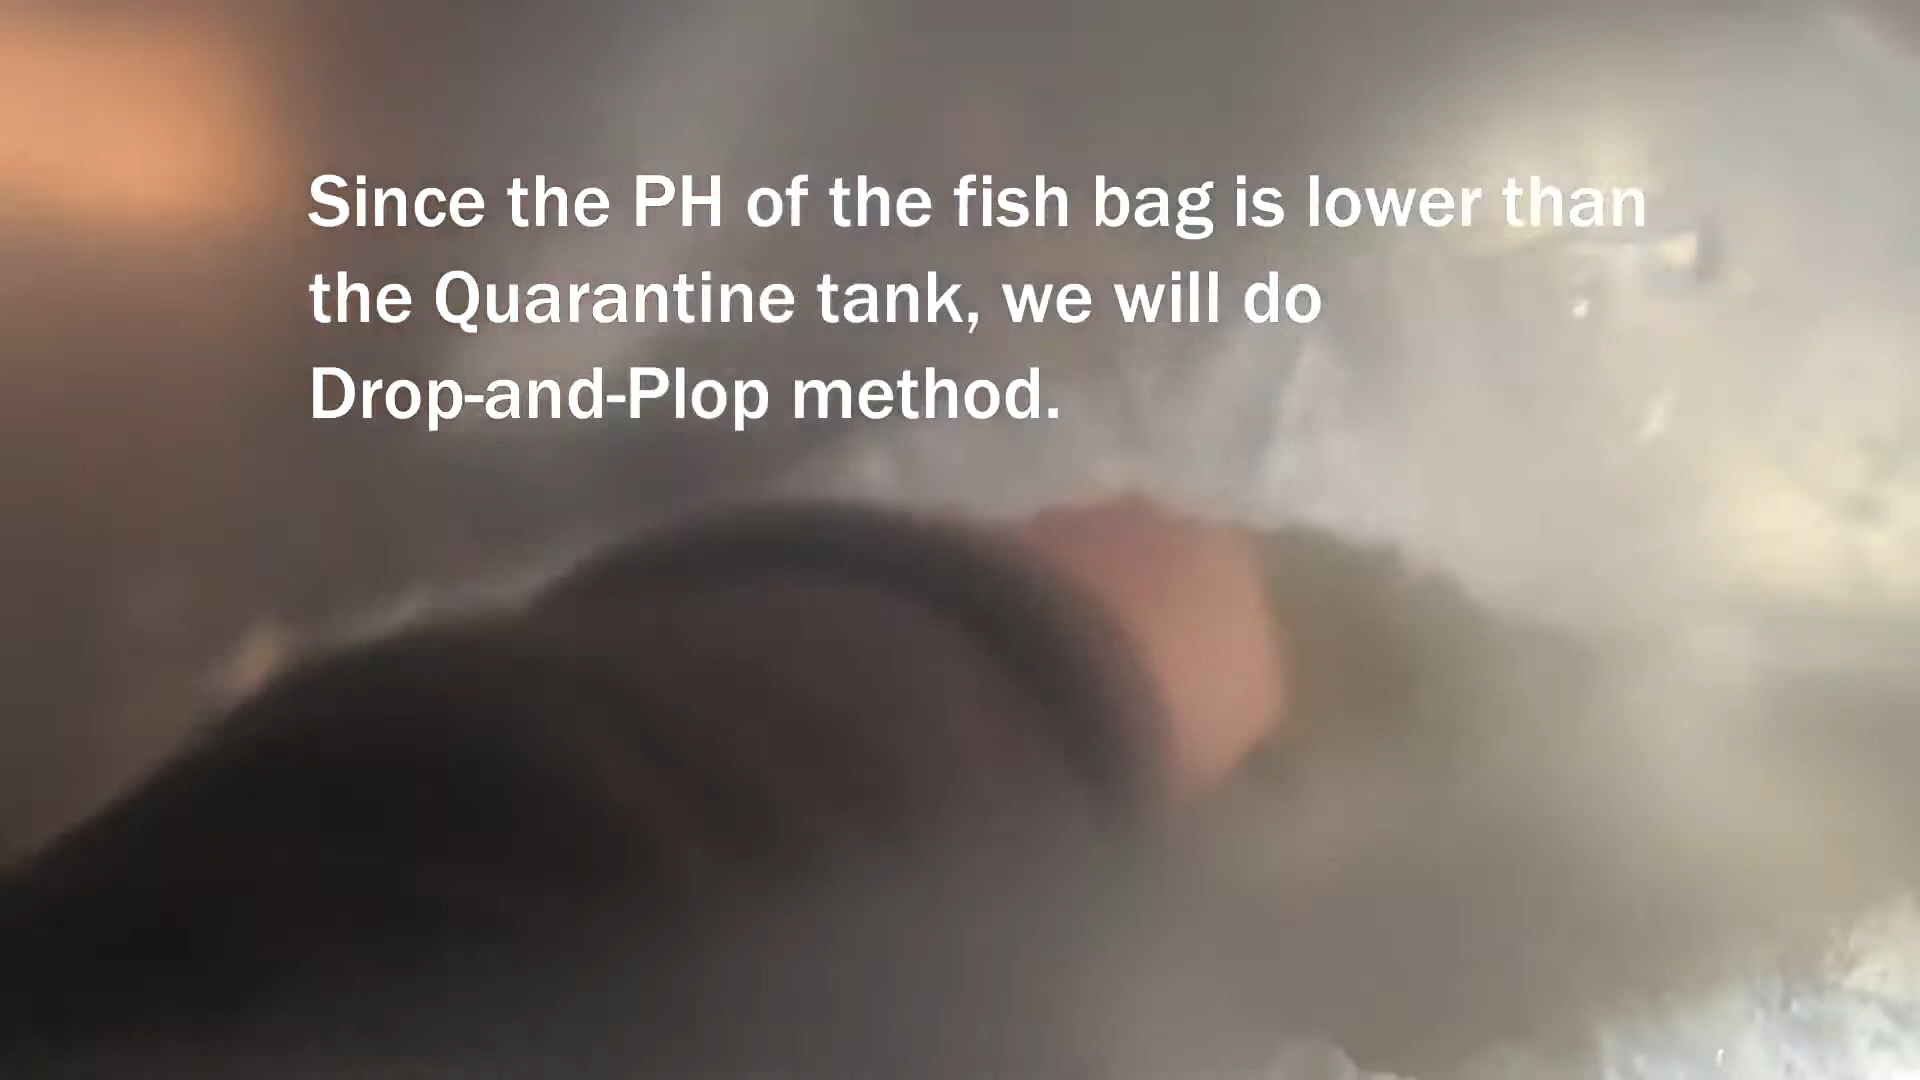 Since the PH of the fish bag is lower than
the Quarantine tank, we will do
Drop-and-Plop method.